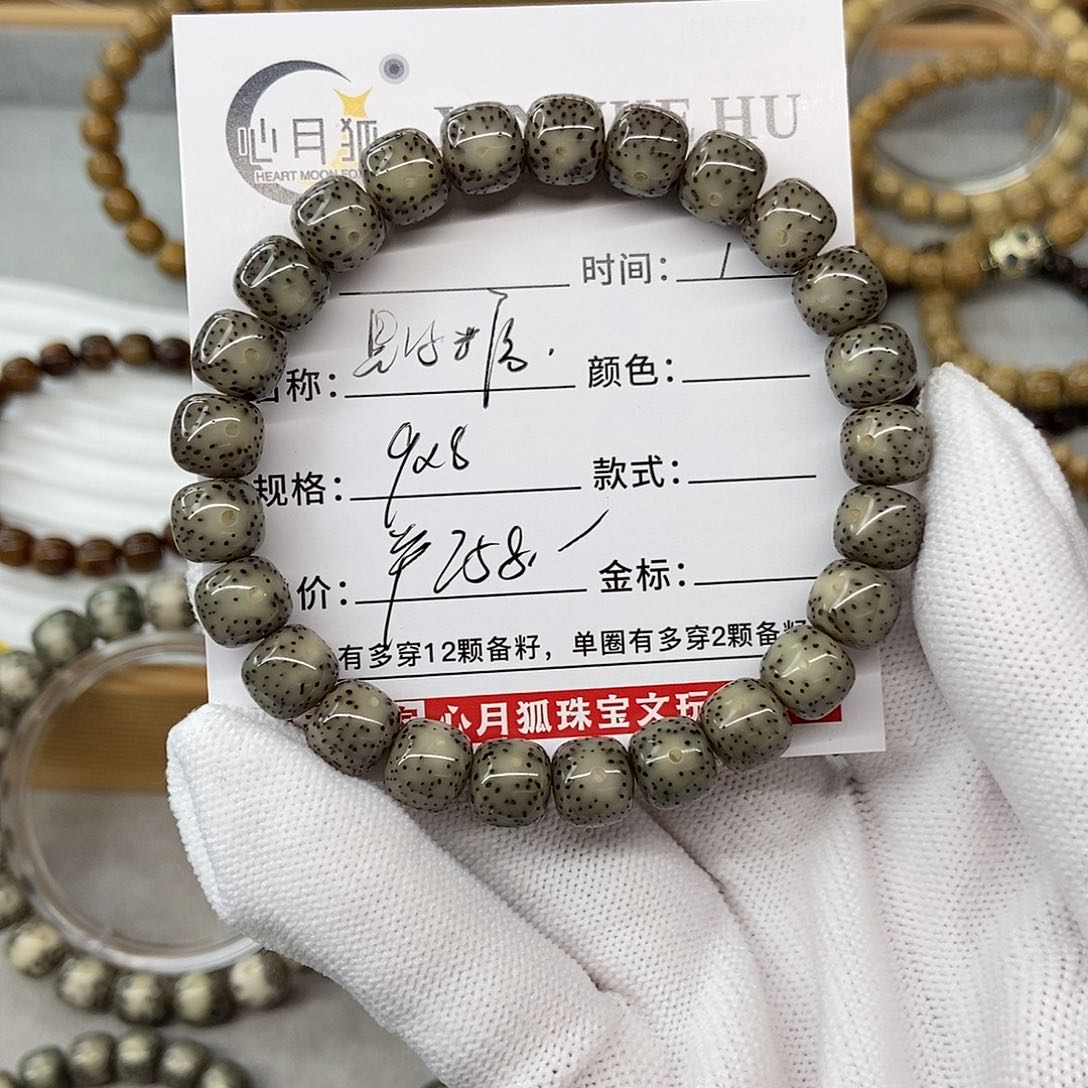 心月狐
HEART MOON FO
HU
时间：
称： 颜色：
规格： 9x8 款式：
价： ¥258. 金标：
有多穿12颗备籽，单圈有多穿2颗备籽
心月狐珠宝文玩